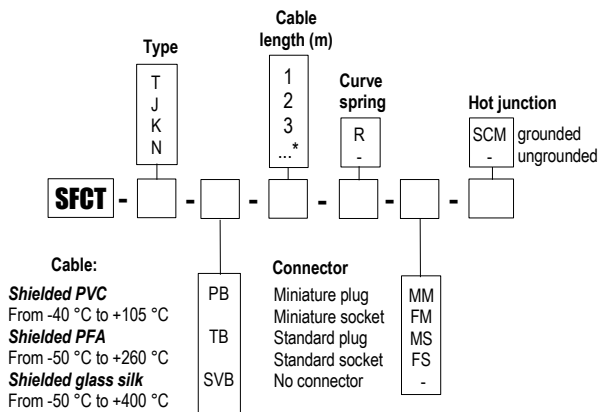 Cable
length (m)
Type
1
2
3
...*
T
J
K
N
Curve
spring
R
-
Hot junction
SCM grounded
- ungrounded
SFCT - - - - - -
Cable:
Shielded PVC
From -40 °C to +105 °C
Shielded PFA
From -50 °C to +260 °C
Shielded glass silk
From -50 °C to +400 °C
PB
TB
SVB
Connector
Miniature plug MM
Miniature socket FM
Standard plug MS
Standard socket FS
No connector -